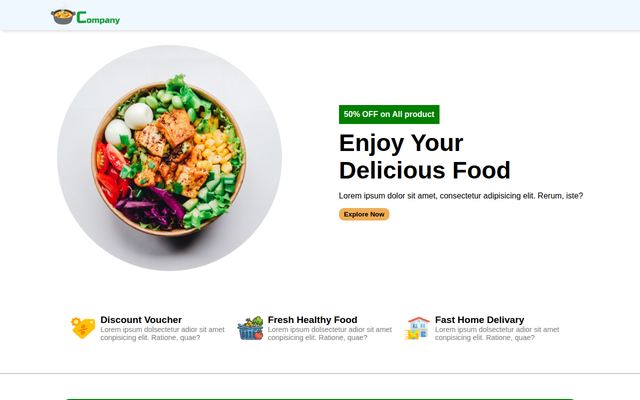 Company
50% OFF on All product
Enjoy Your
Delicious Food
Lorem ipsum dolor sit amet, consectetur adipisicing elit. Rerum, iste?
Explore Now
Discount Voucher
Lorem ipsum dolsectetur adior sit amet
conpisicing elit. Ratione, quae?
Fresh Healthy Food
Lorem ipsum dolsectetur adior sit amet
conpisicing elit. Ratione, quae?
Fast Home Delivary
Lorem ipsum dolsectetur adior sit amet
conpisicing elit. Ratione, quae?